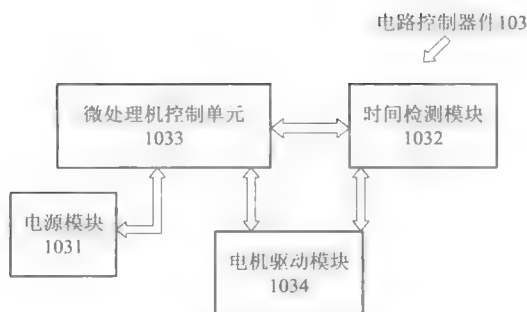 电路控制器件103
微处理机控制单元
1033
时间检测模块
1032
电源模块
1031
电机驱动模块
1034